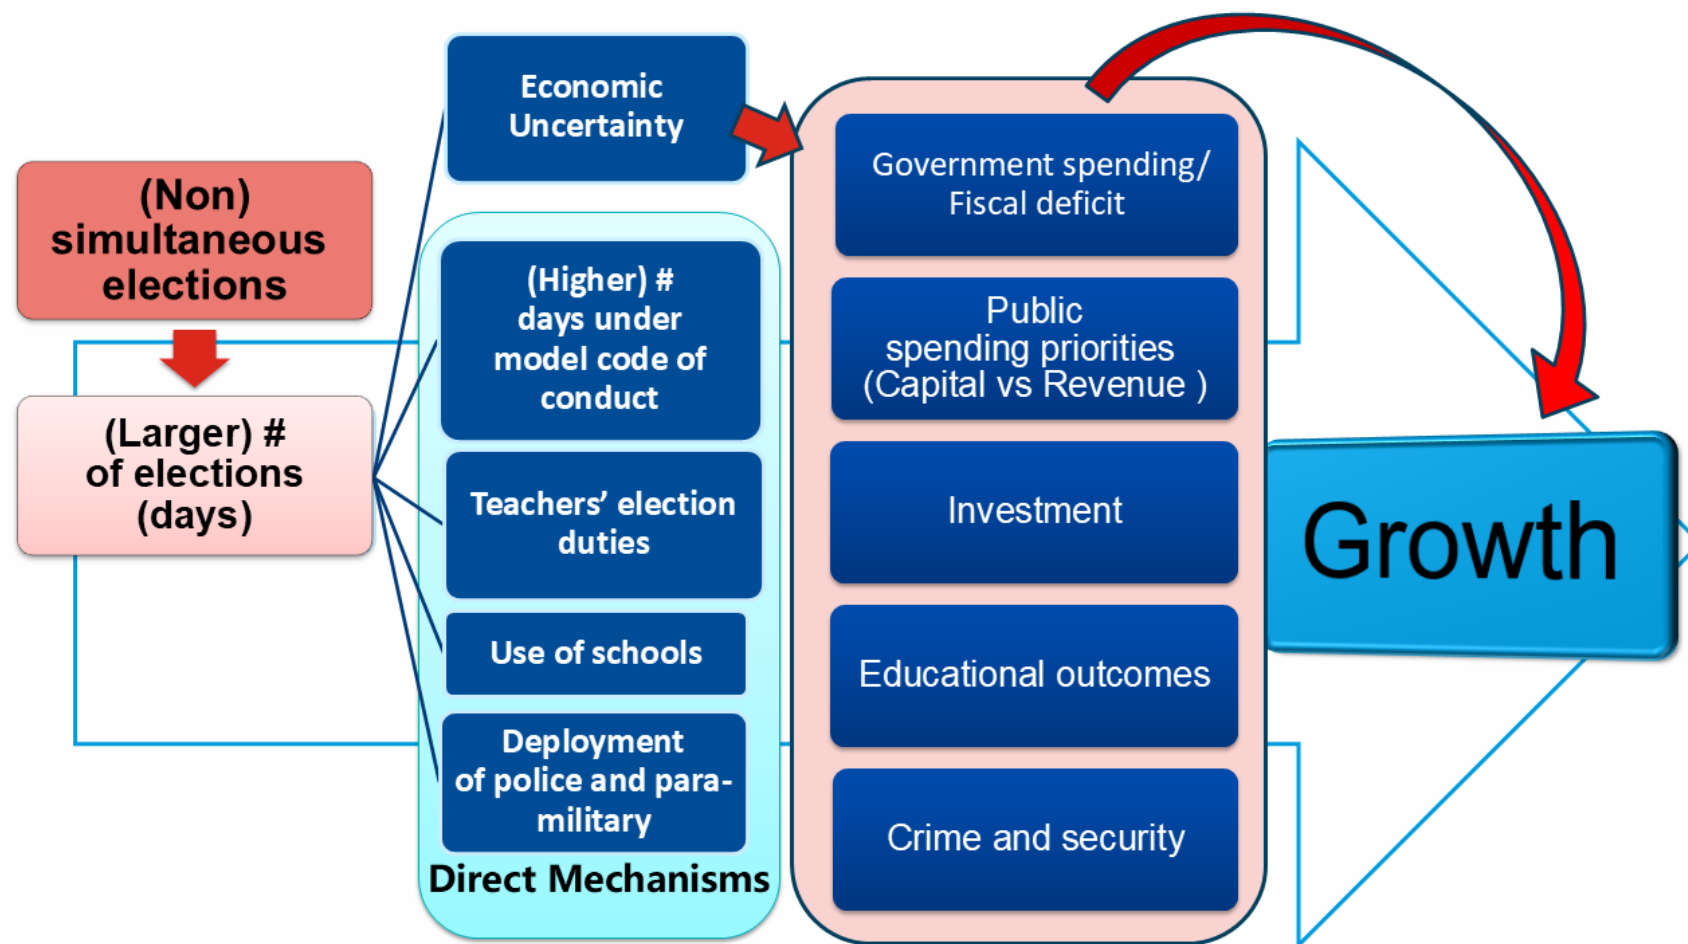 (Non)
simultaneous
elections
(Larger) #
of elections
(days)
Economic
Uncertainty
(Higher) #
days under
model code of
conduct
Teachers’ election
duties
Use of schools
Deployment
of police and para-
military
Direct Mechanisms
Government spending/
Fiscal deficit
Public
spending priorities
(Capital vs Revenue )
Investment
Educational outcomes
Crime and security
Growth